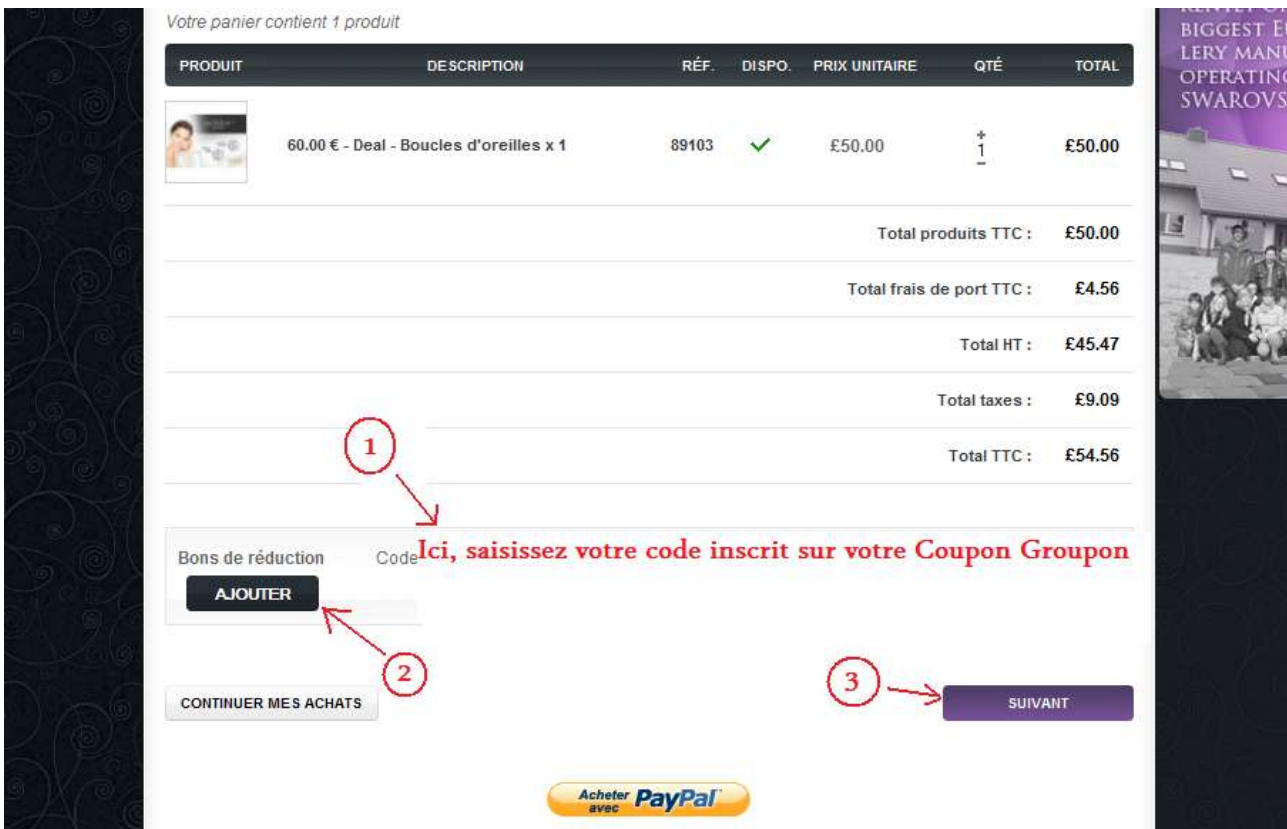 Votre panier contient 1 produit
PRODUIT DESCRIPTION RÉF. DISPO. PRIX UNITAIRE QTÉ TOTAL
60.00 € - Deal - Boucles d'oreilles x 1 89103 £50.00 + 1 − £50.00
Total produits TTC : £50.00
Total frais de port TTC : £4.56
Total HT : £45.47
Total taxes : £9.09
Total TTC : £54.56
1
Bons de réduction Code Ici, saisissez votre code inscrit sur votre Coupon Groupon
AJOUTER
2
3
CONTINUER MES ACHATS SUIVANT
Acheter avec PayPal
BIGGEST
LERY
OPERATING
SWAROVS